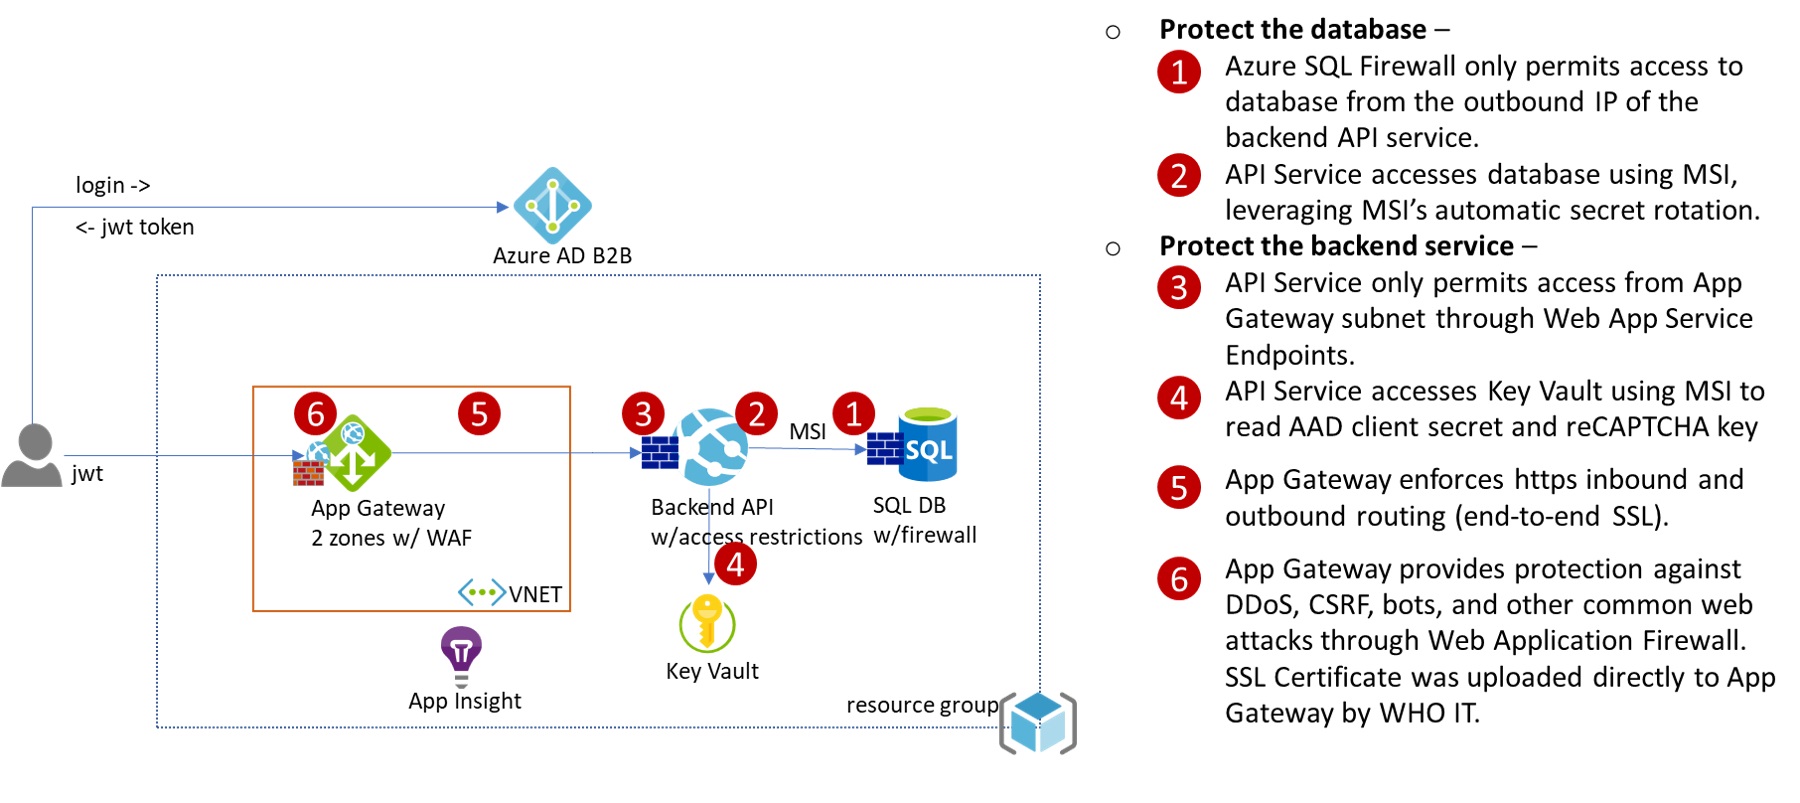 login ->
<- jwt token
Azure AD B2B
6
5
3
2
1
MSI
SQL
jwt
App Gateway
2 zones w/ WAF
Backend API
w/access restrictions
SQL DB
w/firewall
4
VNET
Key Vault
App Insight
resource group
○ Protect the database –
1 Azure SQL Firewall only permits access to
database from the outbound IP of the
backend API service.
2 API Service accesses database using MSI,
leveraging MSI’s automatic secret rotation.
○ Protect the backend service –
3 API Service only permits access from App
Gateway subnet through Web App Service
Endpoints.
4 API Service accesses Key Vault using MSI to
read AAD client secret and reCAPTCHA key
5 App Gateway enforces https inbound and
outbound routing (end-to-end SSL).
6 App Gateway provides protection against
DDoS, CSRF, bots, and other common web
attacks through Web Application Firewall.
SSL Certificate was uploaded directly to App
Gateway by WHO IT.